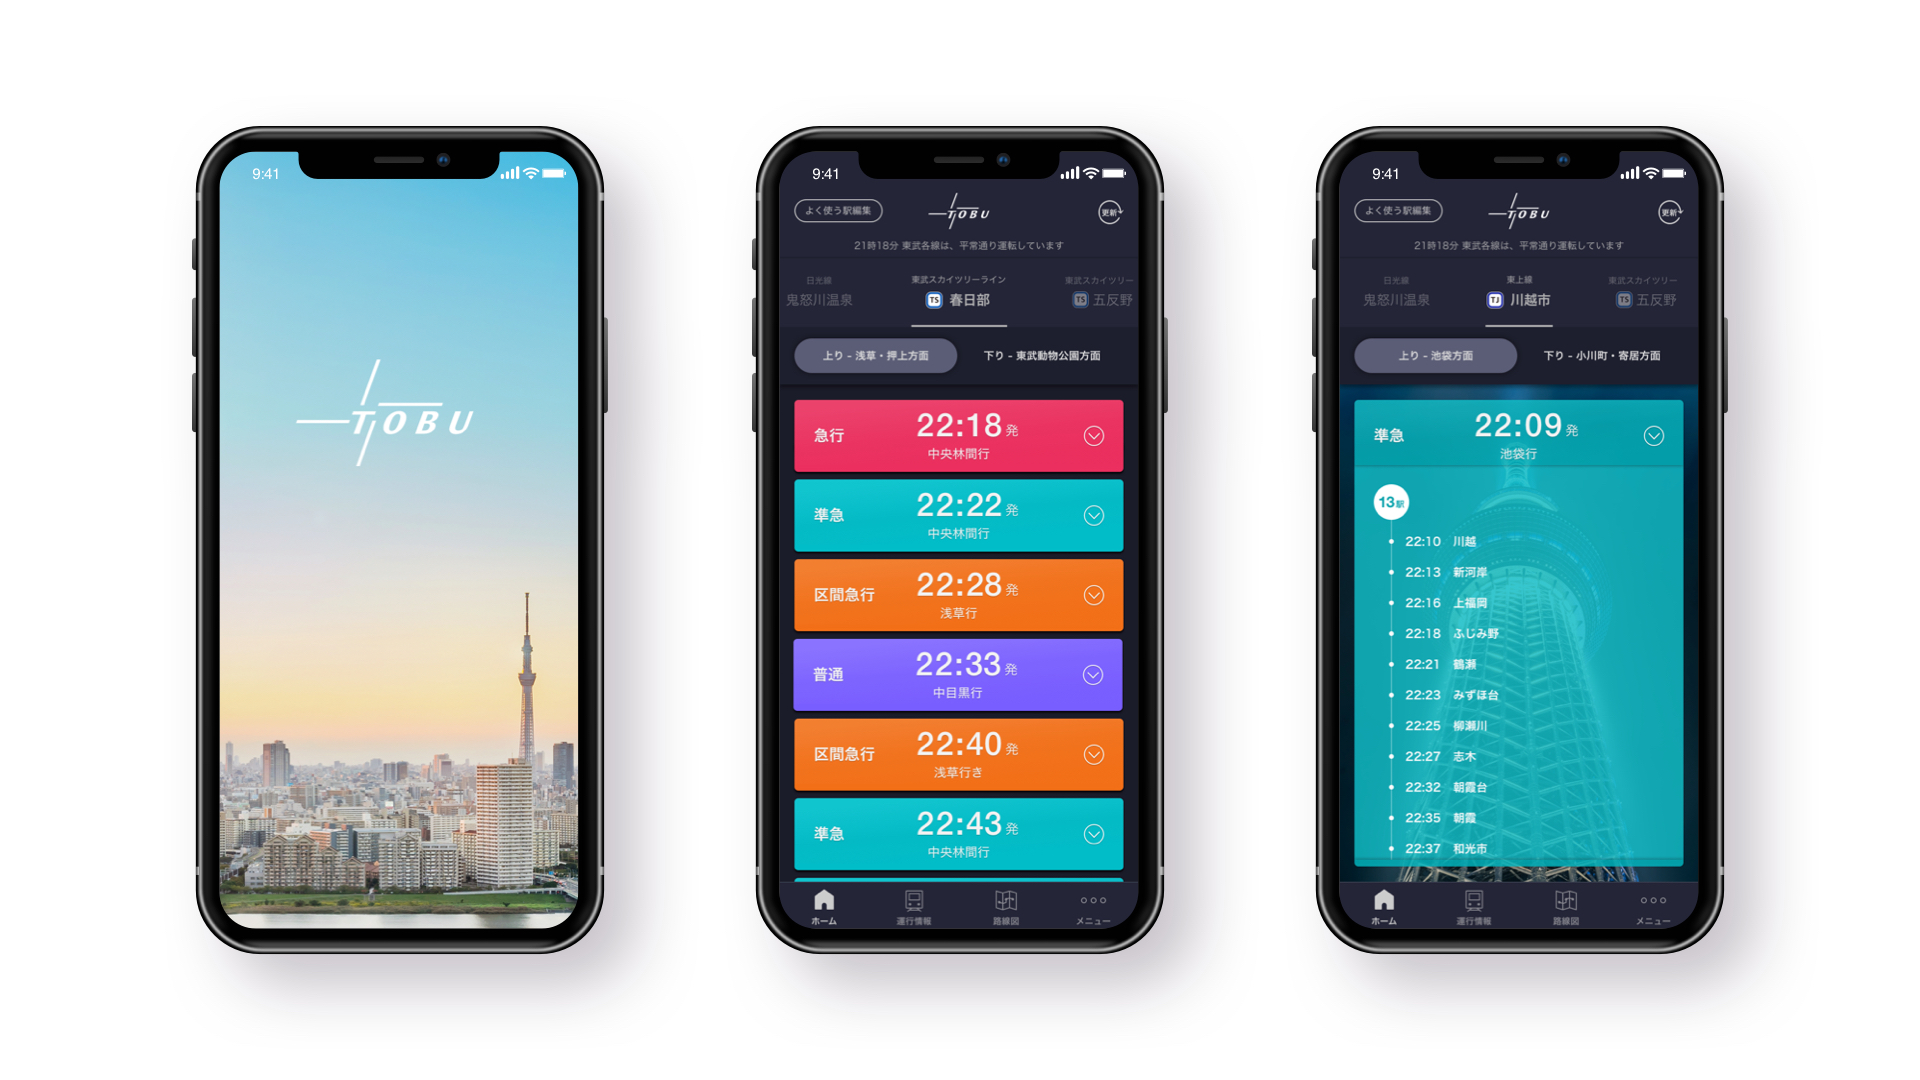 9:41
TOBU
9:41
よく使う駅編集
TOBU
更新
21時18分 東武各線は、平常通り運転しています
日光線
鬼怒川温泉
東武スカイツリーライン
TS 春日部
東武スカイツリー
TS 五反野
上り - 浅草・押上方面
下り - 東武動物公園方面
急行
22:18発
中央林間行
準急
22:22発
中央林間行
区間急行
22:28発
浅草行
普通
22:33発
中目黒行
区間急行
22:40発
浅草行き
準急
22:43発
中央林間行
ホーム
運行情報
路線図
メニュー
9:41
よく使う駅編集
TOBU
更新
21時18分 東武各線は、平常通り運転しています
日光線
鬼怒川温泉
東上線
TJ 川越市
東武スカイツリー
TS 五反野
上り - 池袋方面
下り - 小川町・寄居方面
準急
22:09発
池袋行
13駅
22:10 川越
22:13 新河岸
22:16 上福岡
22:18 ふじみ野
22:21 鶴瀬
22:23 みずほ台
22:25 柳瀬川
22:27 志木
22:32 朝霞台
22:35 朝霞
22:37 和光市
ホーム
運行情報
路線図
メニュー